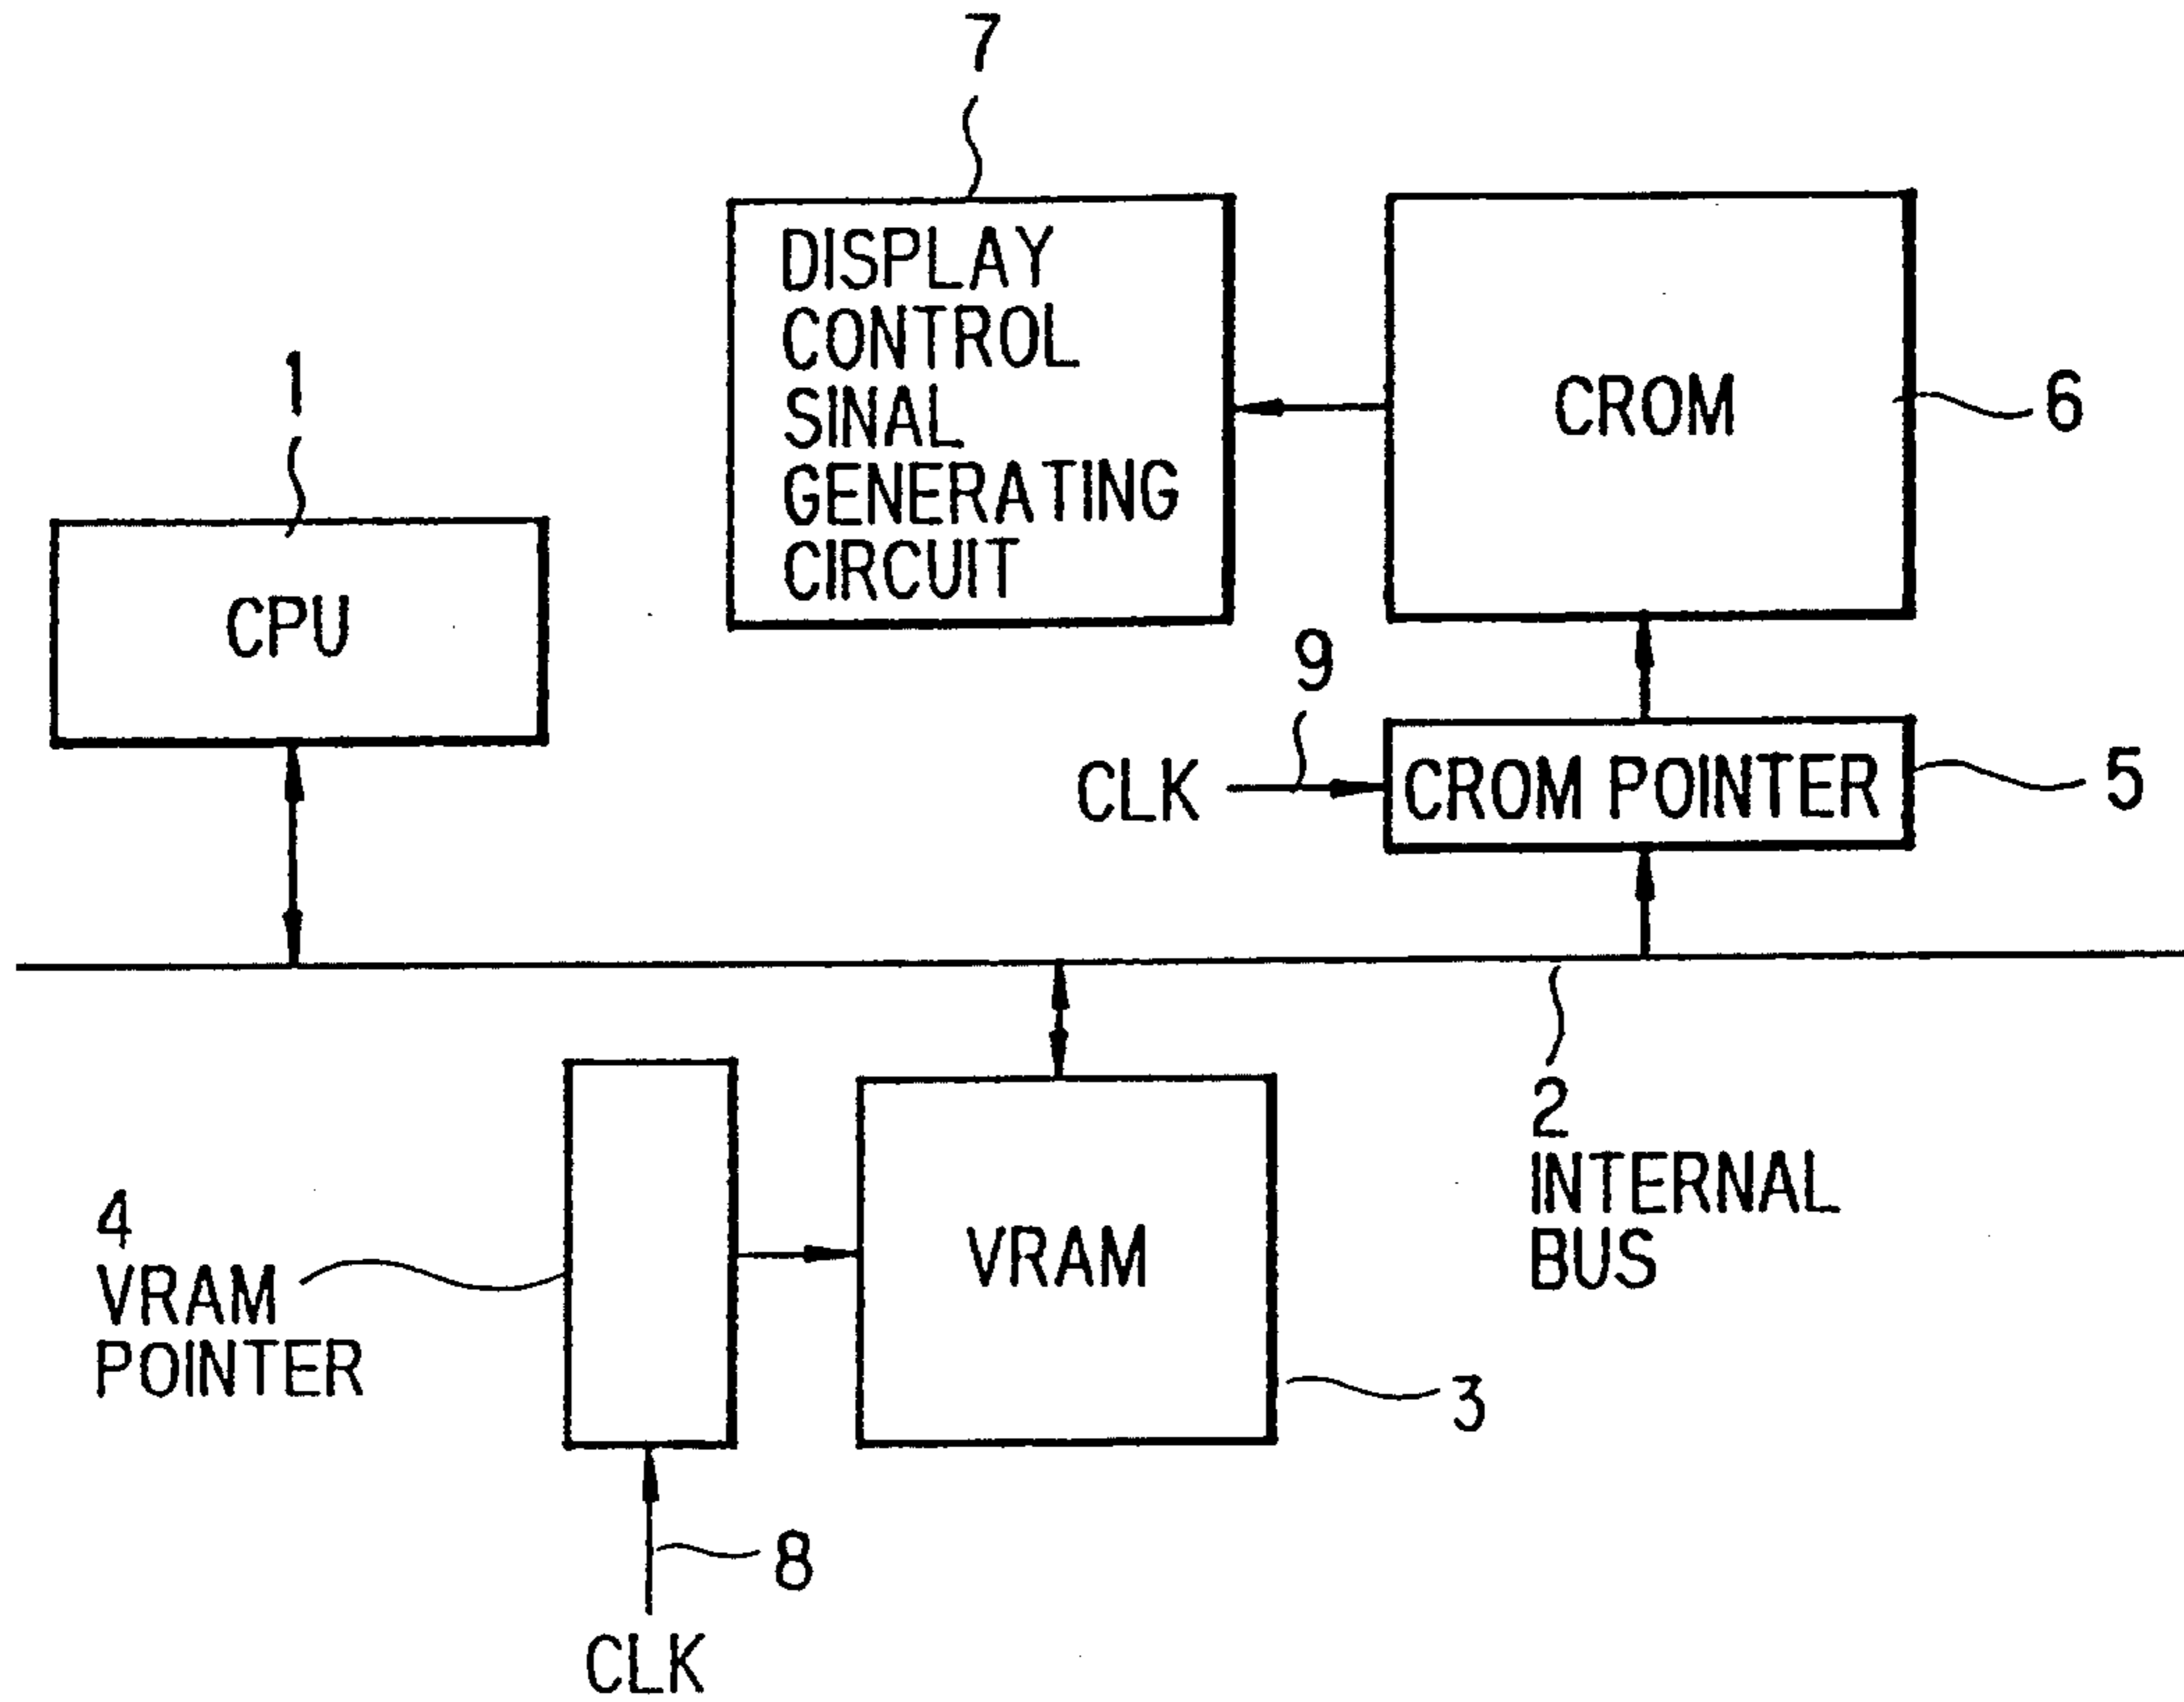 7
DISPLAY
CONTROL
SINAL
GENERATING
CIRCUIT
CROM
6
1
CPU
9
CLK
CROM POINTER
5
2
INTERNAL
BUS
4
VRAM
POINTER
VRAM
3
8
CLK